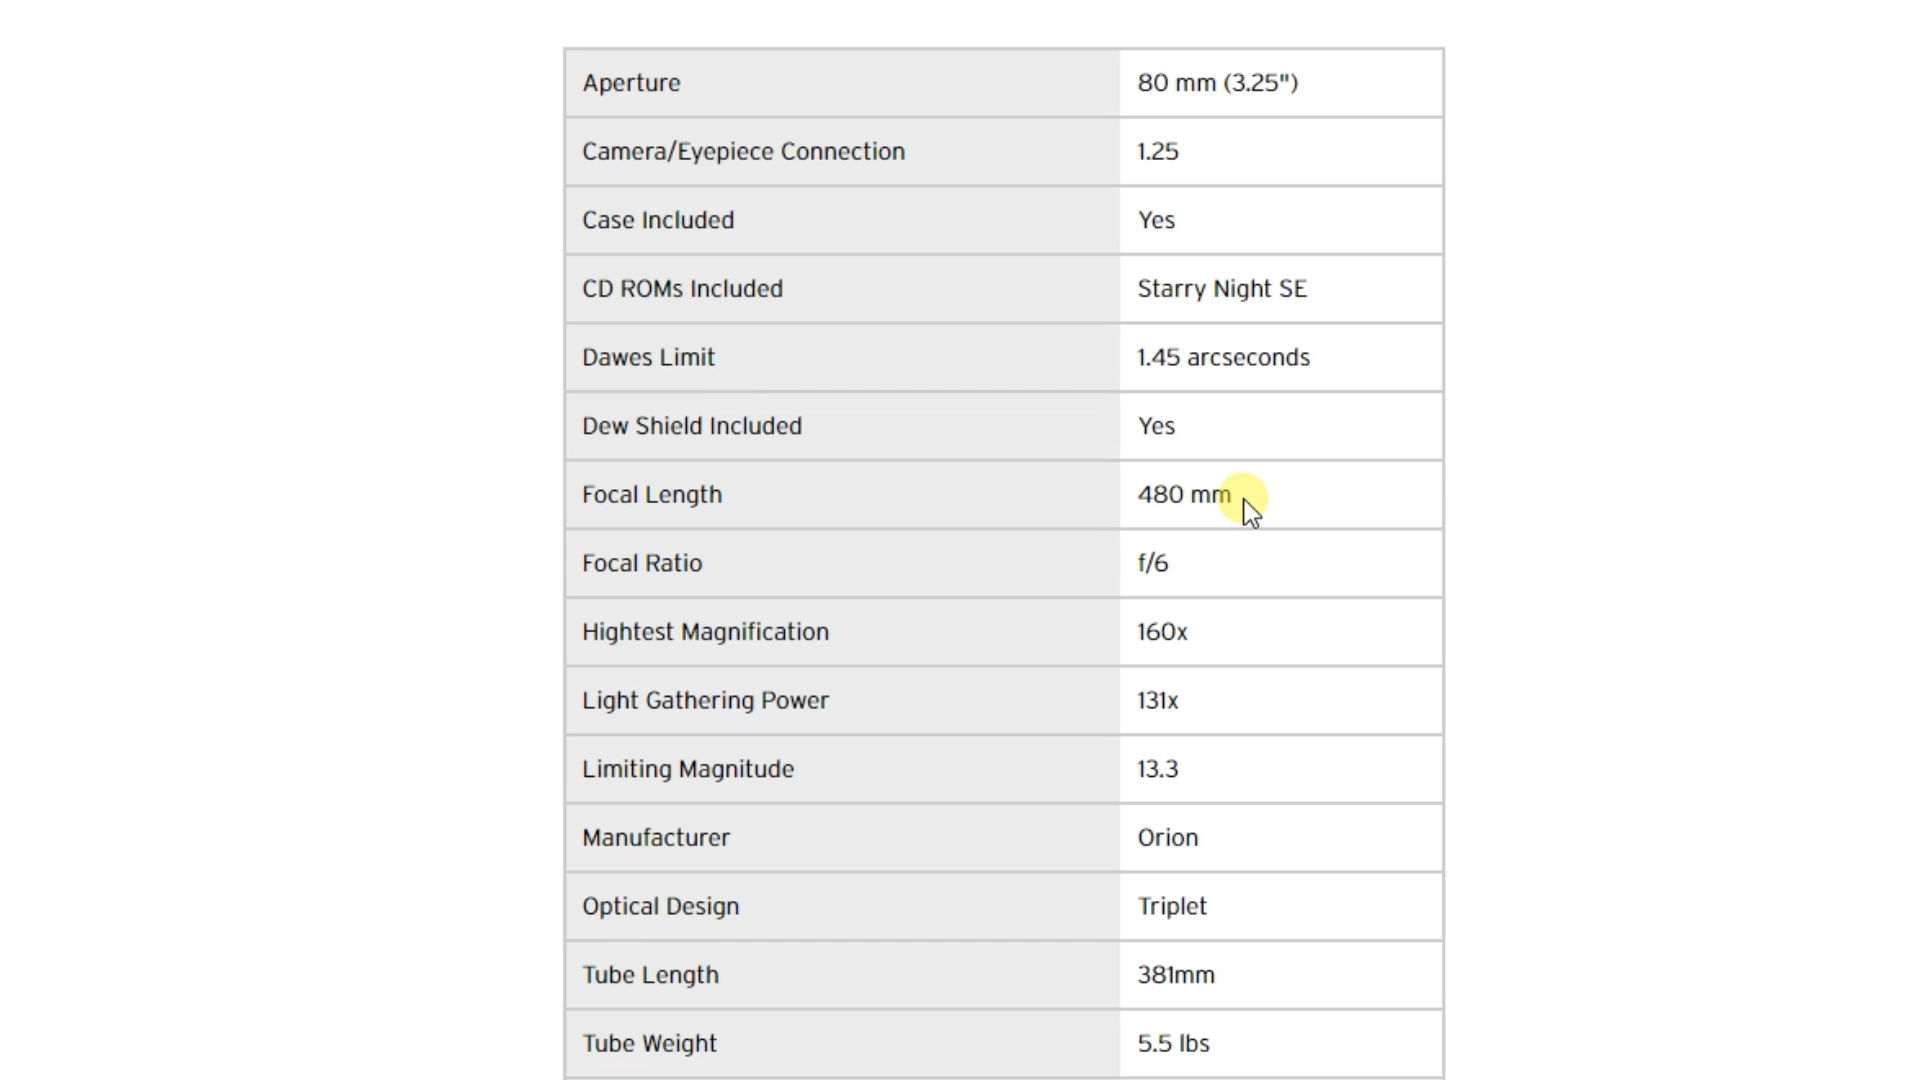 Aperture 80 mm (3.25")
Camera/Eyepiece Connection 1.25
Case Included Yes
CD ROMs Included Starry Night SE
Dawes Limit 1.45 arcseconds
Dew Shield Included Yes
Focal Length 480 mm
Focal Ratio f/6
Hightest Magnification 160x
Light Gathering Power 131x
Limiting Magnitude 13.3
Manufacturer Orion
Optical Design Triplet
Tube Length 381mm
Tube Weight 5.5 lbs